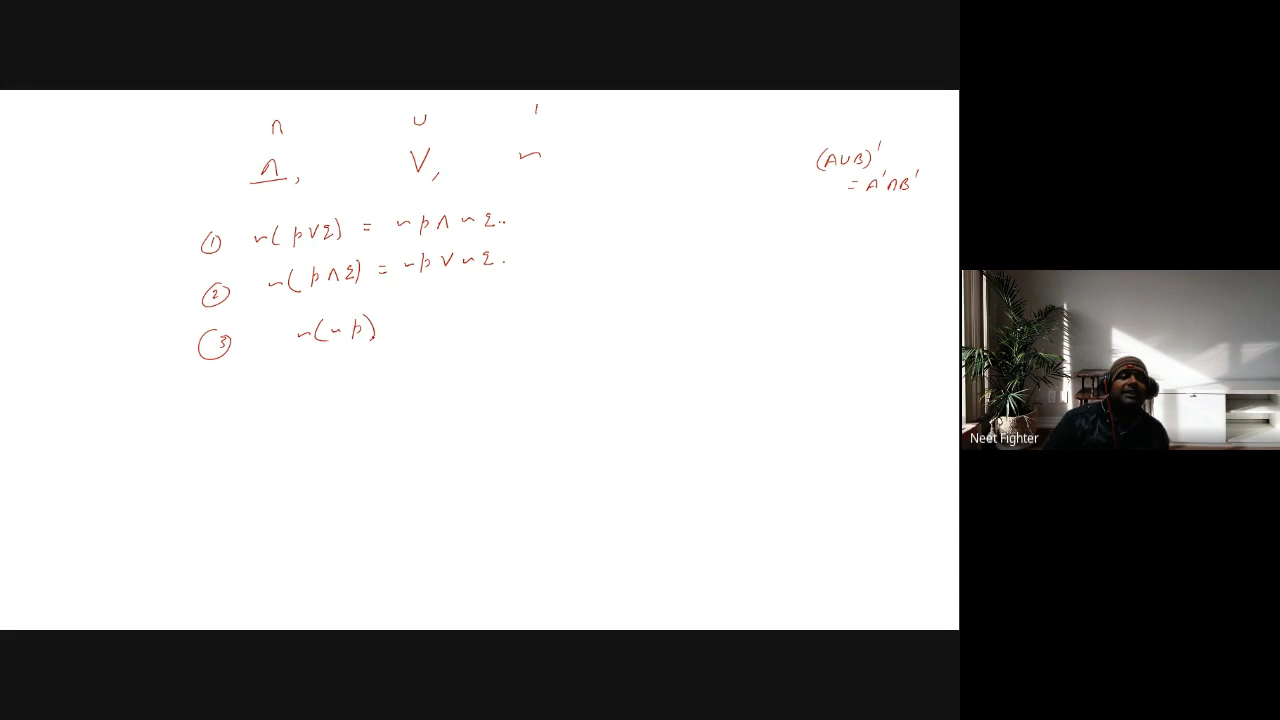 ∩ ∪ '
∧, ∨, ~
① ~(p∨q) = ~p ∧ ~q..
② ~(p∧q) = ~p ∨ ~q.
③ ~(~p)
(A∪B)'
= A'∩B'
Neet Fighter